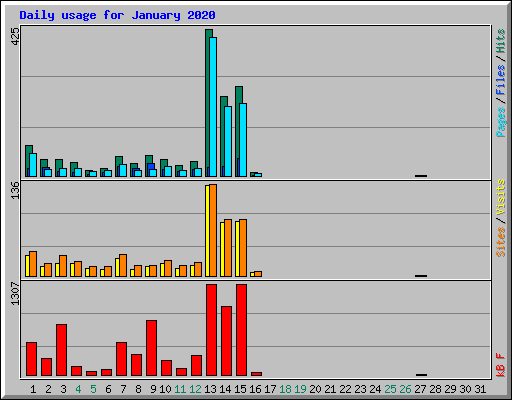 Daily usage for January 2020
425
Pages / Files / Hits
136
Sites / Visits
1307
kB F
1 2 3 4 5 6 7 8 9 10 11 12 13 14 15 16 17 18 19 20 21 22 23 24 25 26 27 28 29 30 31